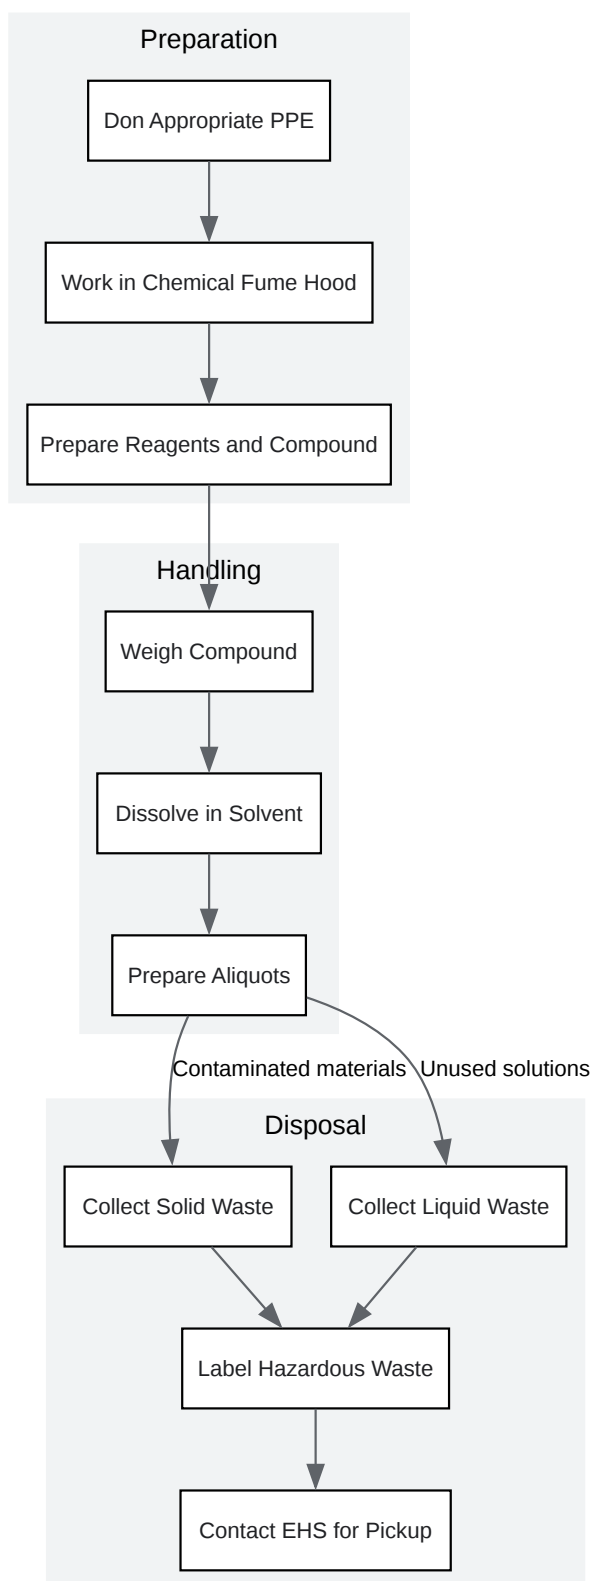 Preparation
Don Appropriate PPE
Work in Chemical Fume Hood
Prepare Reagents and Compound
Handling
Weigh Compound
Dissolve in Solvent
Prepare Aliquots
Contaminated materials
Unused solutions
Disposal
Collect Solid Waste
Collect Liquid Waste
Label Hazardous Waste
Contact EHS for Pickup